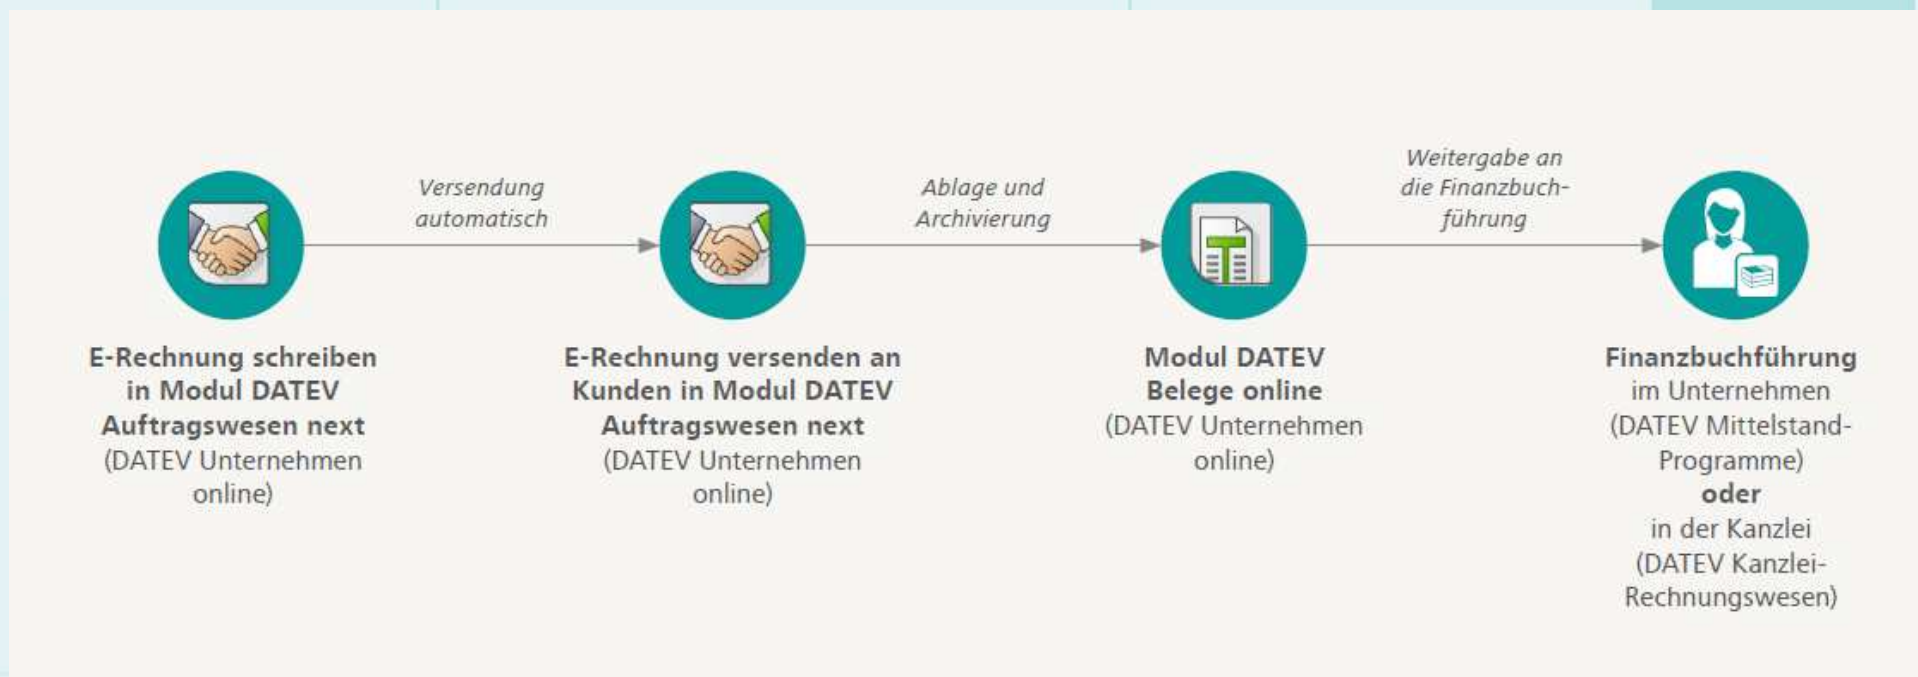 Versendung
automatisch
Ablage und
Archivierung
Weitergabe an
die Finanzbuch-
führung
E-Rechnung schreiben
in Modul DATEV
Auftragswesen next
(DATEV Unternehmen
online)
E-Rechnung versenden an
Kunden in Modul DATEV
Auftragswesen next
(DATEV Unternehmen
online)
Modul DATEV
Belege online
(DATEV Unternehmen
online)
Finanzbuchführung
im Unternehmen
(DATEV Mittelstand-
Programme)
oder
in der Kanzlei
(DATEV Kanzlei-
Rechnungswesen)